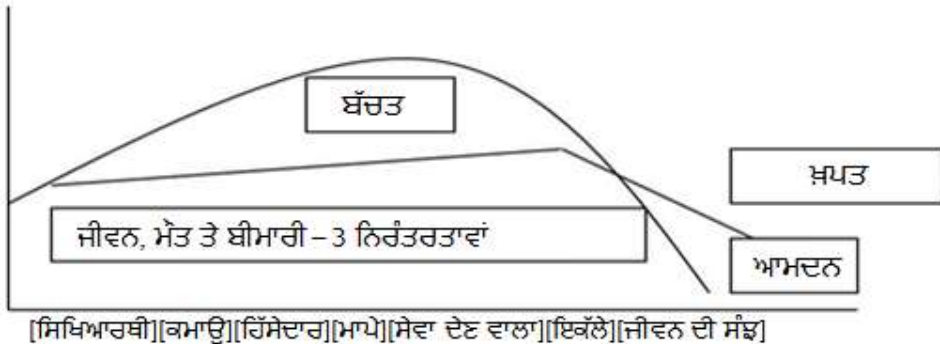 ਬੱਚਤ
ਖ਼ਪਤ
ਜੀਵਨ, ਮੌਤ ਤੇ ਬੀਮਾਰੀ – 3 ਨਿਰੰਤਰਤਾਵਾਂ
ਆਮਦਨ
[ਸਿਖਿਆਰਥੀ][ਕਮਾਊ][ਹਿੱਸੇਦਾਰ][ਮਾਪੇ][ਸੇਵਾ ਦੇਣ ਵਾਲਾ][ਇਕੱਲੇ][ਜੀਵਨ ਦੀ ਸੰਝ]